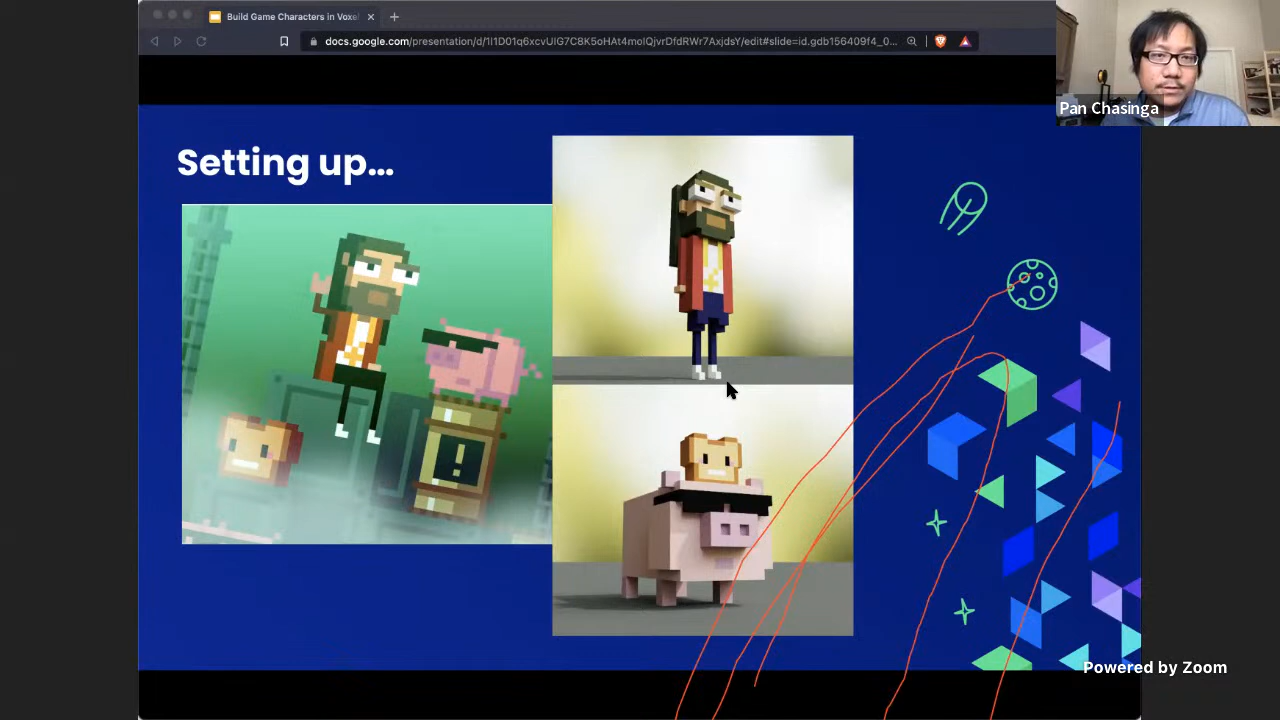 Build Game Characters in Voxel
docs.google.com/presentation/d/1I1D01q6xcvUIG7C8K5oHAt4moIQjvrDfdRWr7AxjdsY/edit#slide=id.gdb156409f4_0...
Pan Chasinga
Setting up...
!
Powered by Zoom